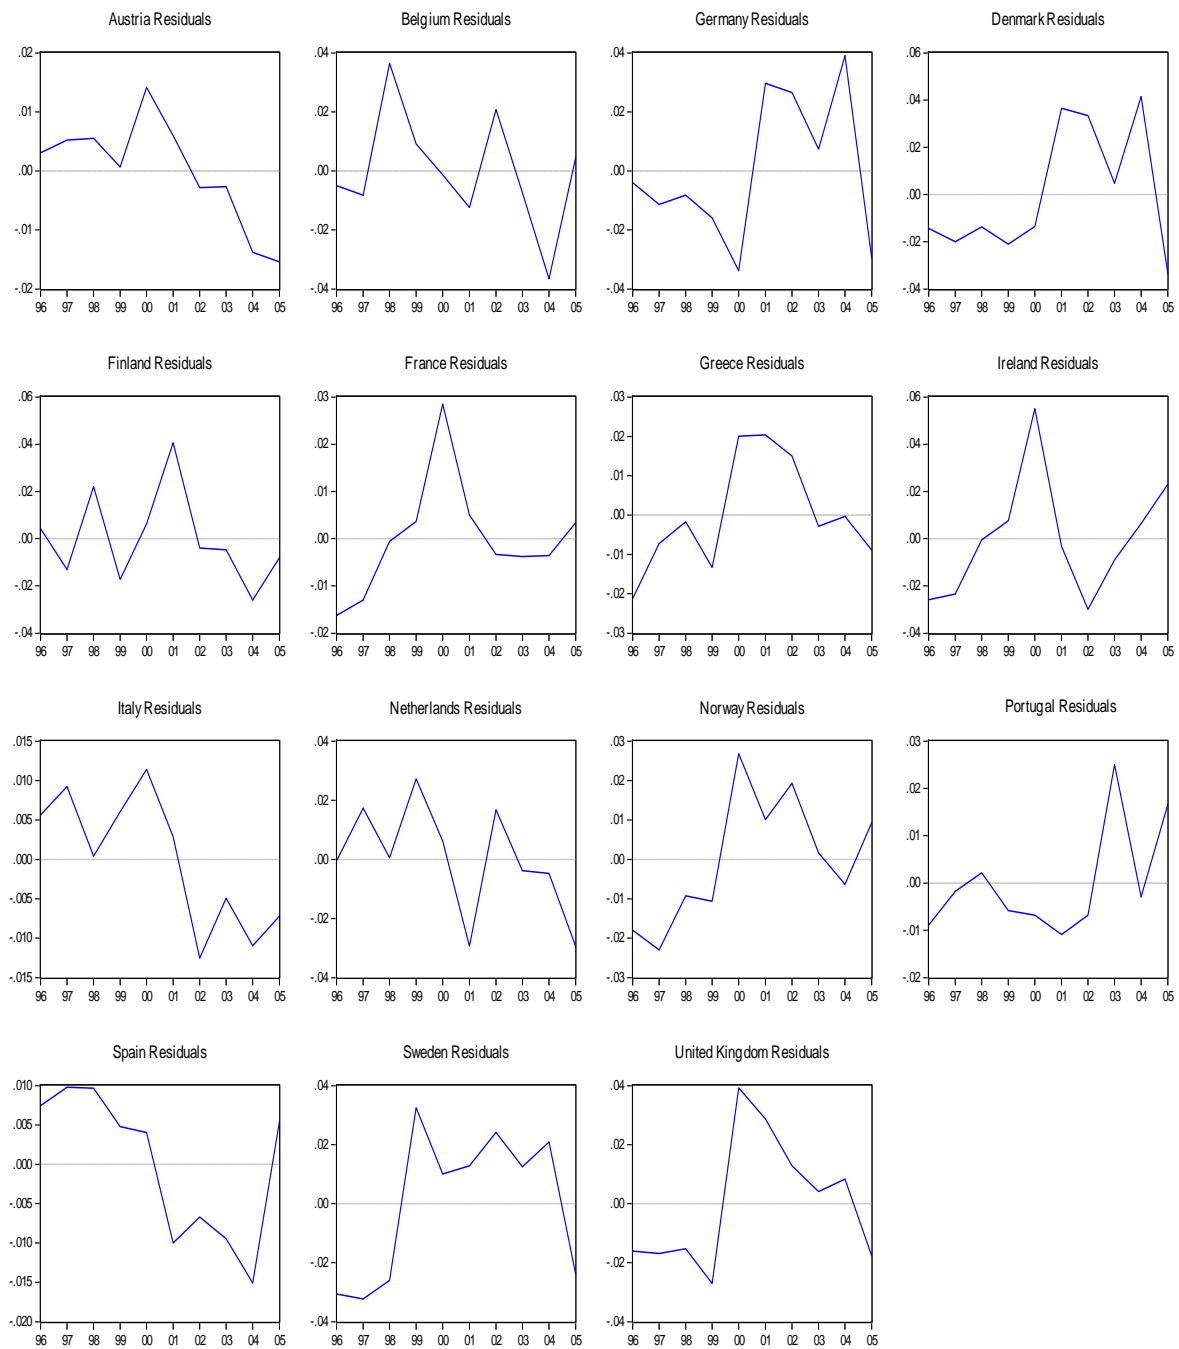 Austria Residuals
.02
.01
.00
-.01
-.02
96 97 98 99 00 01 02 03 04 05
Belgium Residuals
.04
.02
.00
-.02
-.04
96 97 98 99 00 01 02 03 04 05
Germany Residuals
.04
.02
.00
-.02
-.04
96 97 98 99 00 01 02 03 04 05
Denmark Residuals
.06
.04
.02
.00
-.02
-.04
96 97 98 99 00 01 02 03 04 05
Finland Residuals
.06
.04
.02
.00
-.02
-.04
96 97 98 99 00 01 02 03 04 05
France Residuals
.03
.02
.01
.00
-.01
-.02
96 97 98 99 00 01 02 03 04 05
Greece Residuals
.03
.02
.01
.00
-.01
-.02
-.03
96 97 98 99 00 01 02 03 04 05
Ireland Residuals
.06
.04
.02
.00
-.02
-.04
96 97 98 99 00 01 02 03 04 05
Italy Residuals
.015
.010
.005
.000
-.005
-.010
-.015
96 97 98 99 00 01 02 03 04 05
Netherlands Residuals
.04
.02
.00
-.02
-.04
96 97 98 99 00 01 02 03 04 05
Norway Residuals
.03
.02
.01
.00
-.01
-.02
-.03
96 97 98 99 00 01 02 03 04 05
Portugal Residuals
.03
.02
.01
.00
-.01
-.02
96 97 98 99 00 01 02 03 04 05
Spain Residuals
.010
.005
.000
-.005
-.010
-.015
-.020
96 97 98 99 00 01 02 03 04 05
Sweden Residuals
.04
.02
.00
-.02
-.04
96 97 98 99 00 01 02 03 04 05
United Kingdom Residuals
.04
.02
.00
-.02
-.04
96 97 98 99 00 01 02 03 04 05